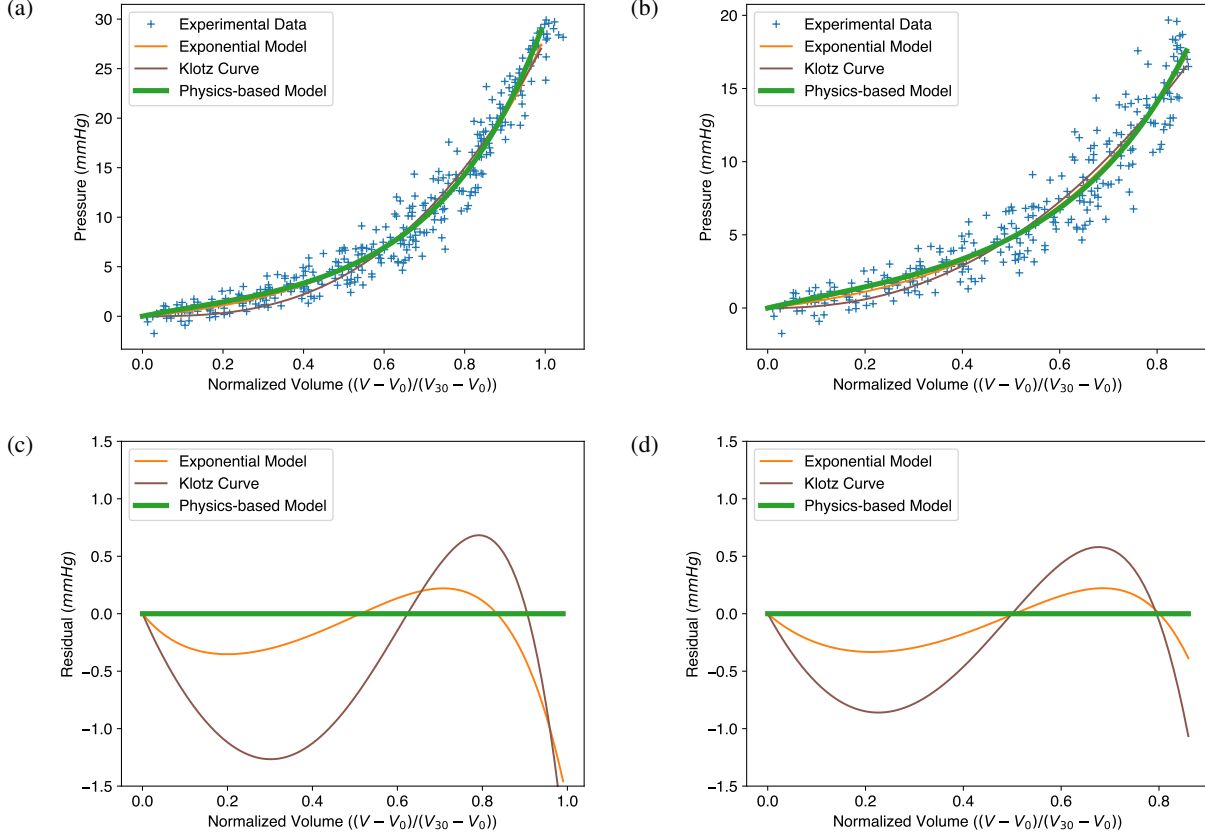 (a)
Experimental Data
Exponential Model
Klotz Curve
Physics-based Model
30
25
20
15
10
5
0
Pressure (mmHg)
0.0 0.2 0.4 0.6 0.8 1.0
Normalized Volume ((V − V0)/(V30 − V0))
(b)
Experimental Data
Exponential Model
Klotz Curve
Physics-based Model
20
15
10
5
0
Pressure (mmHg)
0.0 0.2 0.4 0.6 0.8
Normalized Volume ((V − V0)/(V30 − V0))
(c)
Exponential Model
Klotz Curve
Physics-based Model
1.5
1.0
0.5
0.0
−0.5
−1.0
−1.5
Residual (mmHg)
0.0 0.2 0.4 0.6 0.8 1.0
Normalized Volume ((V − V0)/(V30 − V0))
(d)
Exponential Model
Klotz Curve
Physics-based Model
1.5
1.0
0.5
0.0
−0.5
−1.0
−1.5
Residual (mmHg)
0.0 0.2 0.4 0.6 0.8
Normalized Volume ((V − V0)/(V30 − V0))